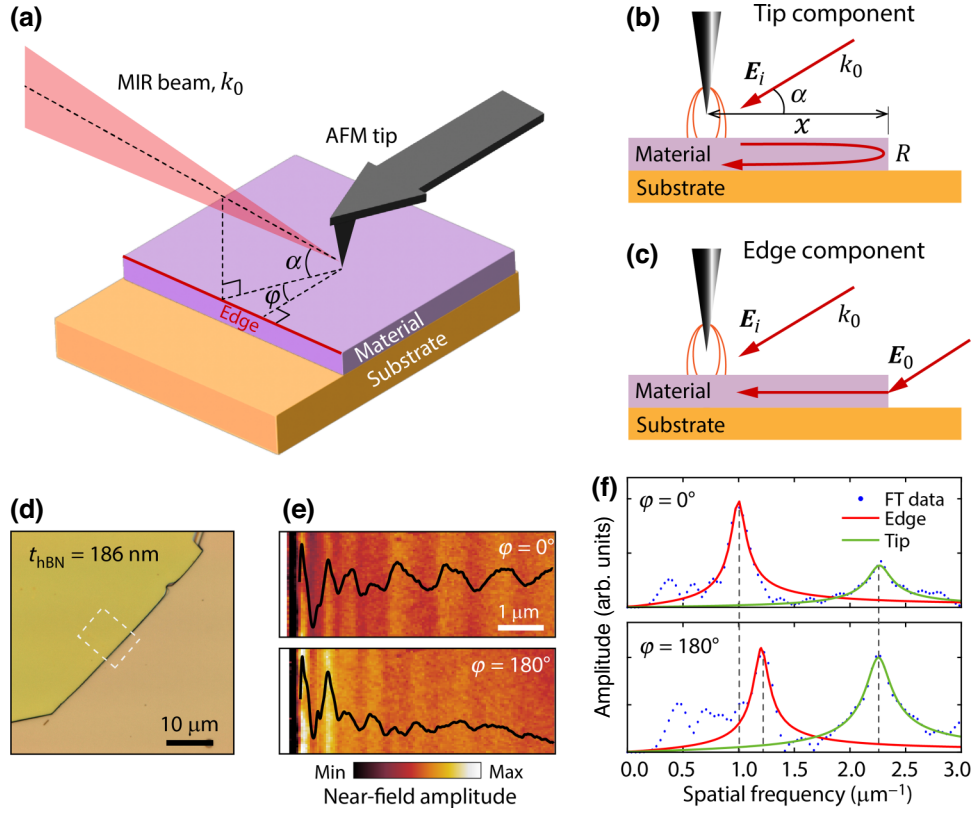 (a)
MIR beam, k₀
AFM tip
α
φ
Edge
Material
Substrate
(b)
Tip component
Eᵢ
k₀
α
x
Material
R
Substrate
(c)
Edge component
Eᵢ
k₀
E₀
Material
Substrate
(d)
t_hBN = 186 nm
10 μm
(e)
φ = 0°
1 μm
φ = 180°
Min
Max
Near-field amplitude
(f)
φ = 0°
FT data
Edge
Tip
φ = 180°
Amplitude (arb. units)
0.0 0.5 1.0 1.5 2.0 2.5 3.0
Spatial frequency (μm⁻¹)